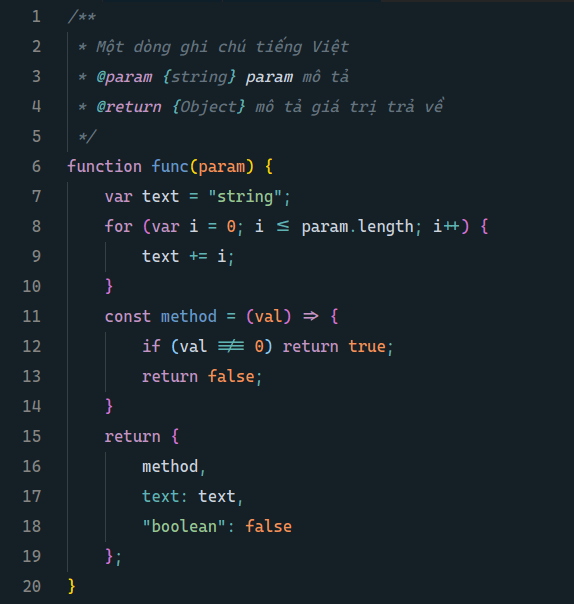 1 /**
2 * Một dòng ghi chú tiếng Việt
3 * @param {string} param mô tả
4 * @return {Object} mô tả giá trị trả về
5 */
6 function func(param) {
7 var text = "string";
8 for (var i = 0; i <= param.length; i++) {
9 text += i;
10 }
11 const method = (val) => {
12 if (val !== 0) return true;
13 return false;
14 }
15 return {
16 method,
17 text: text,
18 "boolean": false
19 };
20 }